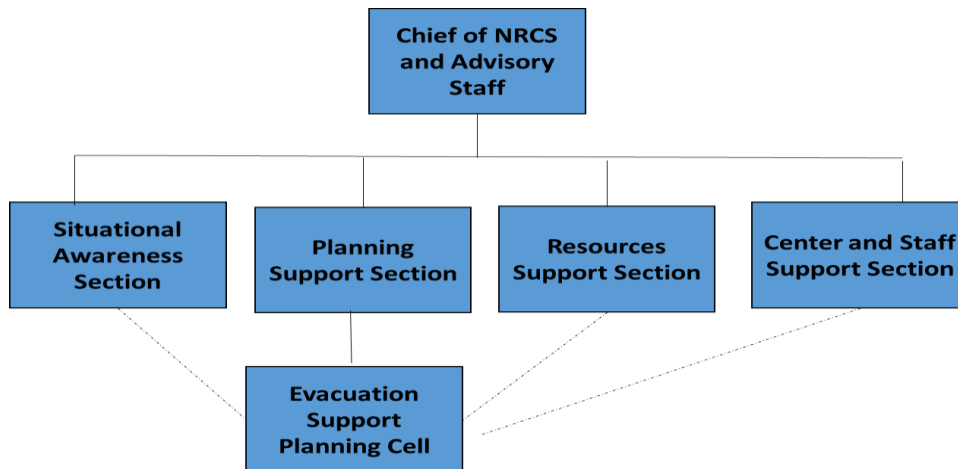 Chief of NRCS
and Advisory
Staff
Situational
Awareness
Section
Planning
Support Section
Resources
Support Section
Center and Staff
Support Section
Evacuation
Support
Planning Cell